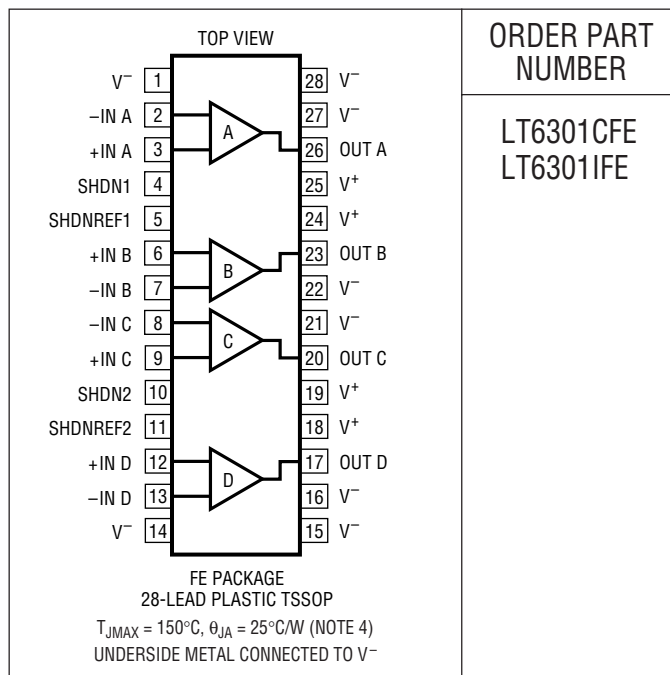 TOP VIEW
V– 1
–IN A 2
+IN A 3
SHDN1 4
SHDNREF1 5
+IN B 6
–IN B 7
–IN C 8
+IN C 9
SHDN2 10
SHDNREF2 11
+IN D 12
–IN D 13
V– 14
A
B
C
D
28 V–
27 V–
26 OUT A
25 V+
24 V+
23 OUT B
22 V–
21 V–
20 OUT C
19 V+
18 V+
17 OUT D
16 V–
15 V–
FE PACKAGE
28-LEAD PLASTIC TSSOP
TJMAX = 150°C, θJA = 25°C/W (NOTE 4)
UNDERSIDE METAL CONNECTED TO V–
ORDER PART
NUMBER
LT6301CFE
LT6301IFE